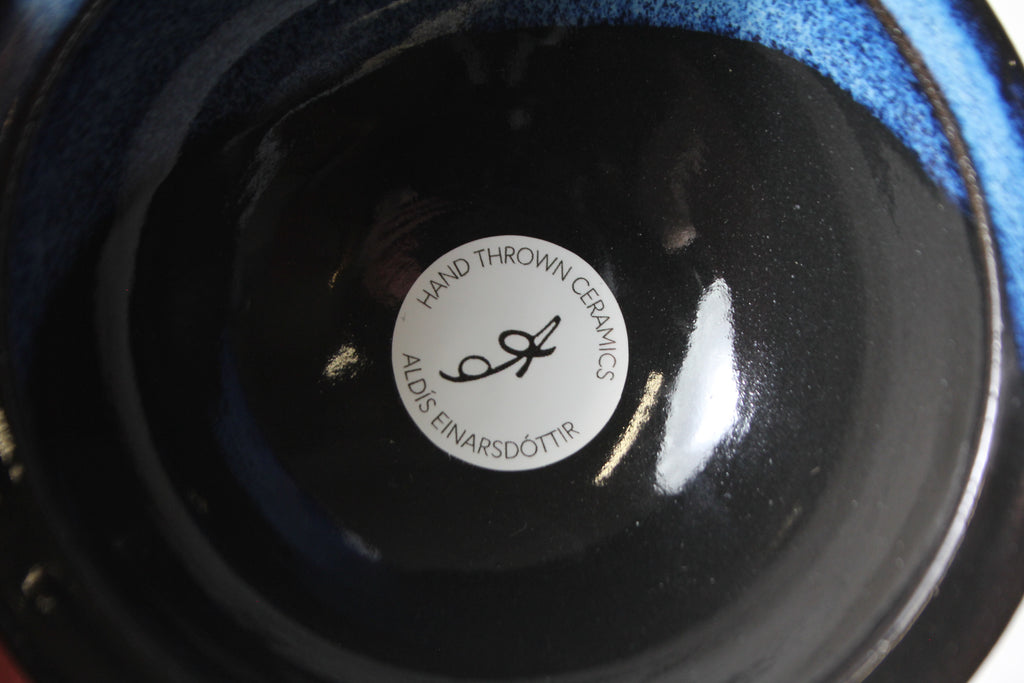 HAND THROWN CERAMICS
ALDÍS EINARSDÓTTIR